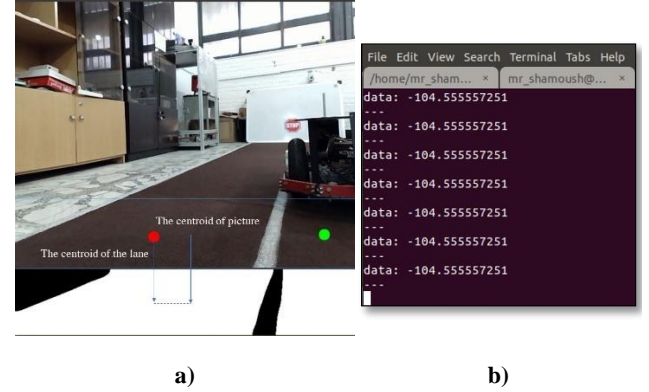 STOP
The centroid of picture
The centroid of the lane
File Edit View Search Terminal Tabs Help
/home/mr_sham... × mr_shamoush@... ×
data: -104.555557251
---
data: -104.555557251
---
data: -104.555557251
---
data: -104.555557251
---
data: -104.555557251
---
data: -104.555557251
---
data: -104.555557251
---
a) b)